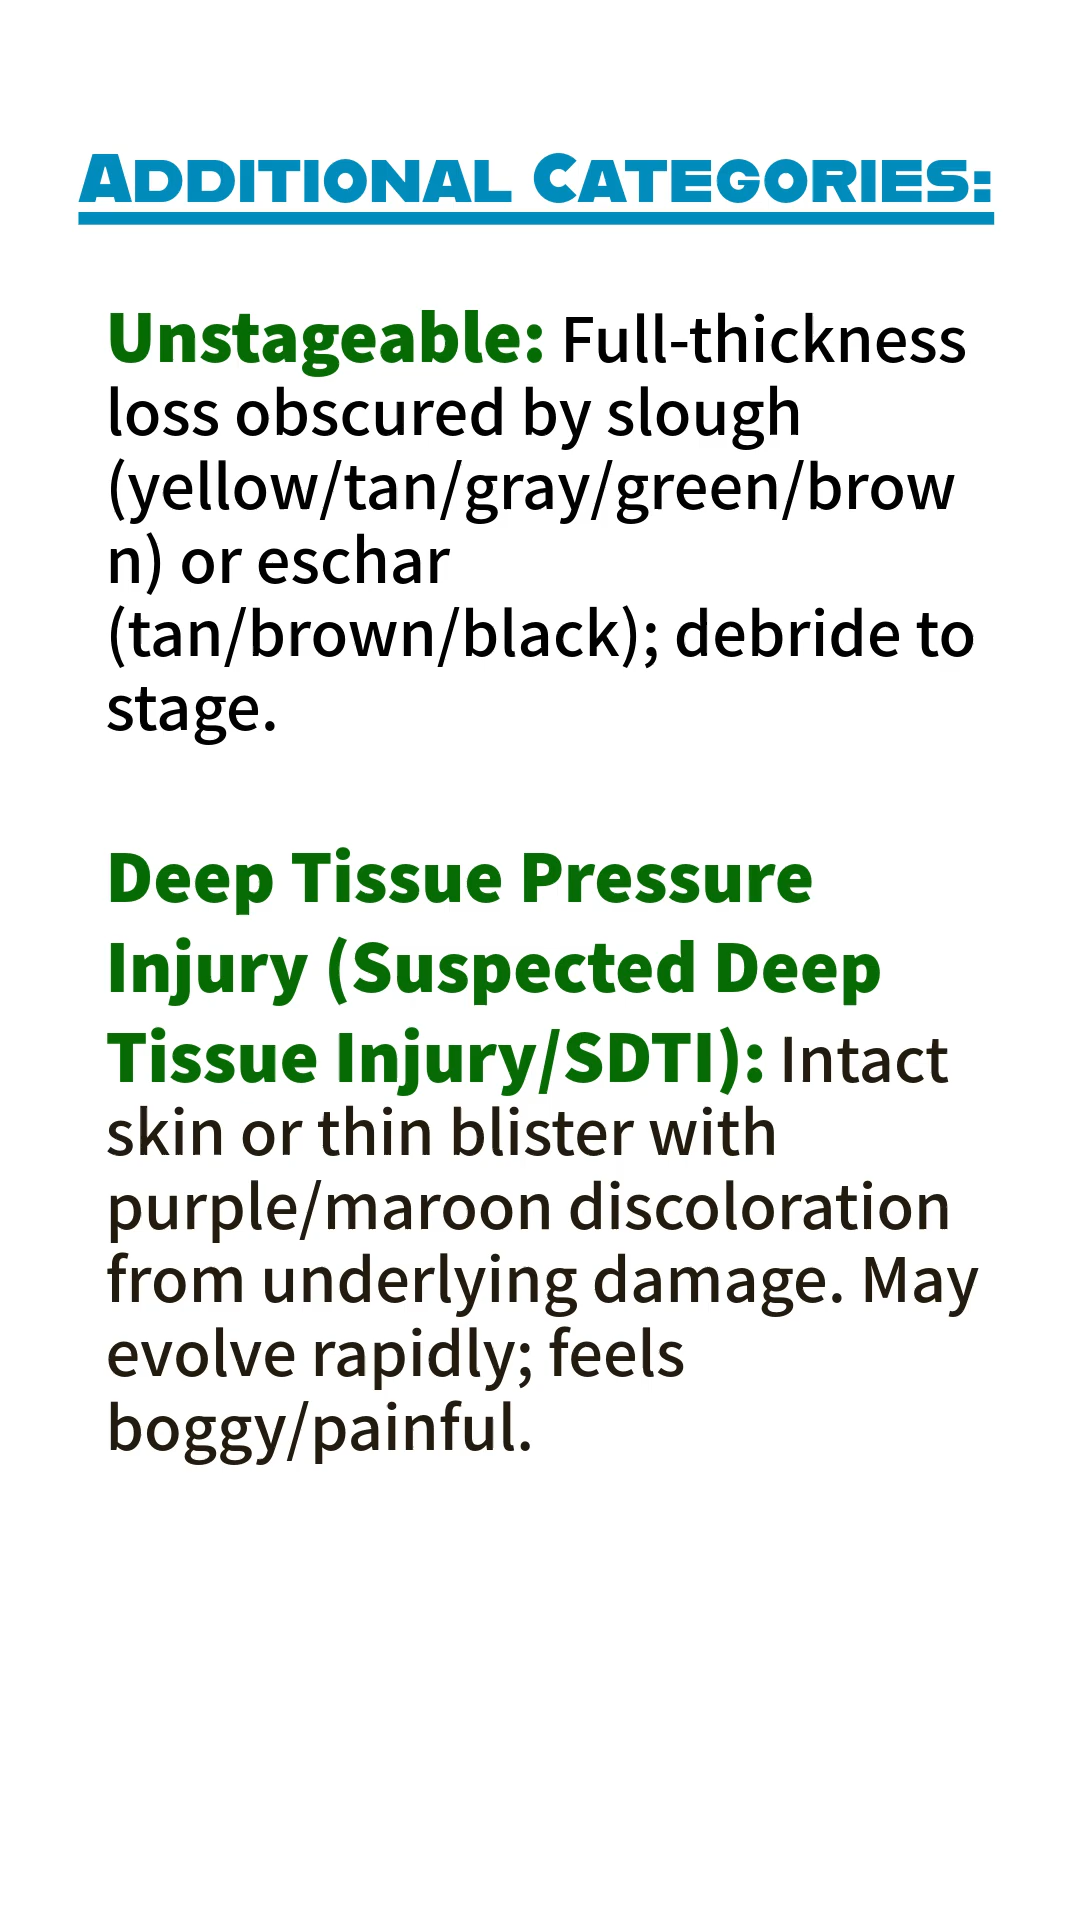 Additional Categories:
Unstageable: Full-thickness
loss obscured by slough
(yellow/tan/gray/green/brow
n) or eschar
(tan/brown/black); debride to
stage.
Deep Tissue Pressure
Injury (Suspected Deep
Tissue Injury/SDTI): Intact
skin or thin blister with
purple/maroon discoloration
from underlying damage. May
evolve rapidly; feels
boggy/painful.